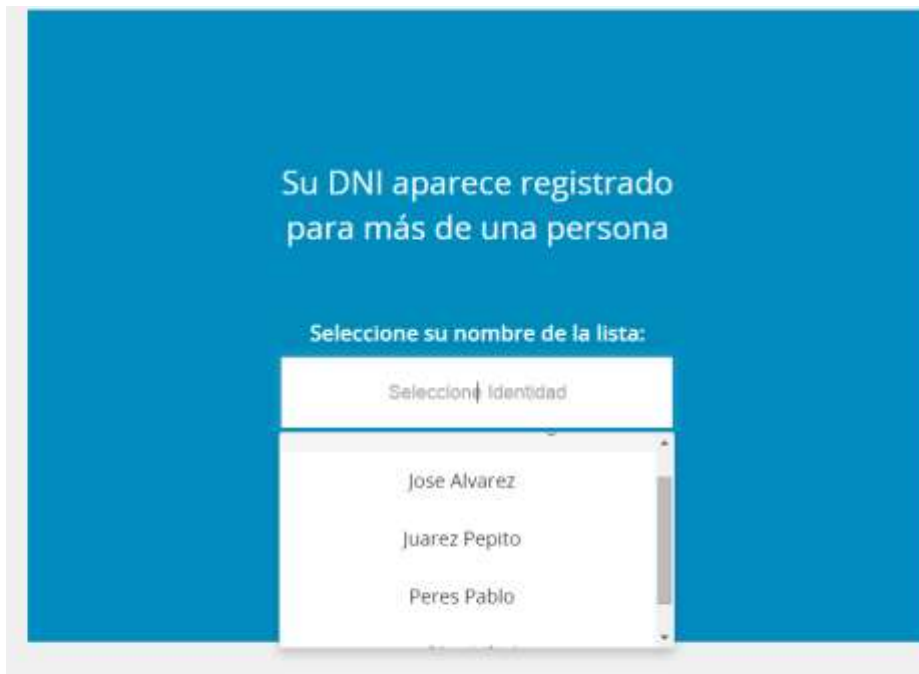 Su DNI aparece registrado
para más de una persona
Seleccione su nombre de la lista:
Seleccione Identidad
Jose Alvarez
Juarez Pepito
Peres Pablo